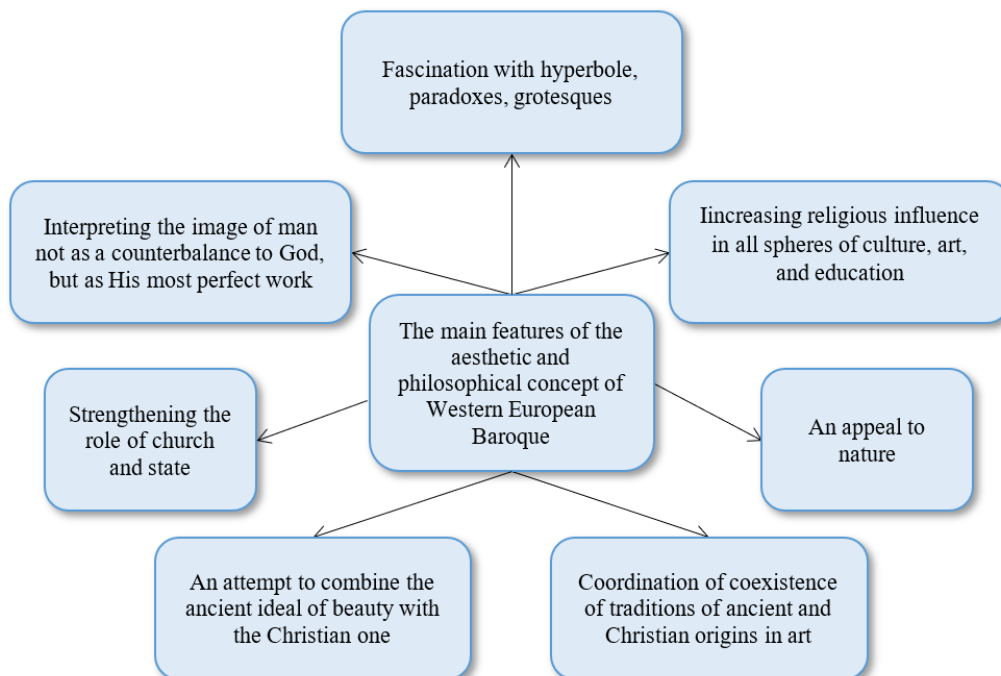 Fascination with hyperbole,
paradoxes, grotesques
Interpreting the image of man
not as a counterbalance to God,
but as His most perfect work
Iincreasing religious influence
in all spheres of culture, art,
and education
The main features of the
aesthetic and
philosophical concept of
Western European
Baroque
Strengthening the
role of church
and state
An appeal to
nature
An attempt to combine the
ancient ideal of beauty with
the Christian one
Coordination of coexistence
of traditions of ancient and
Christian origins in art